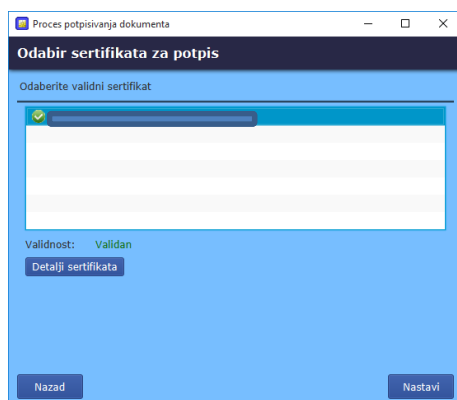 Proces potpisivanja dokumenta
Odabir sertifikata za potpis
Odaberite validni sertifikat
Validnost: Validan
Detalji sertifikata
Nazad Nastavi